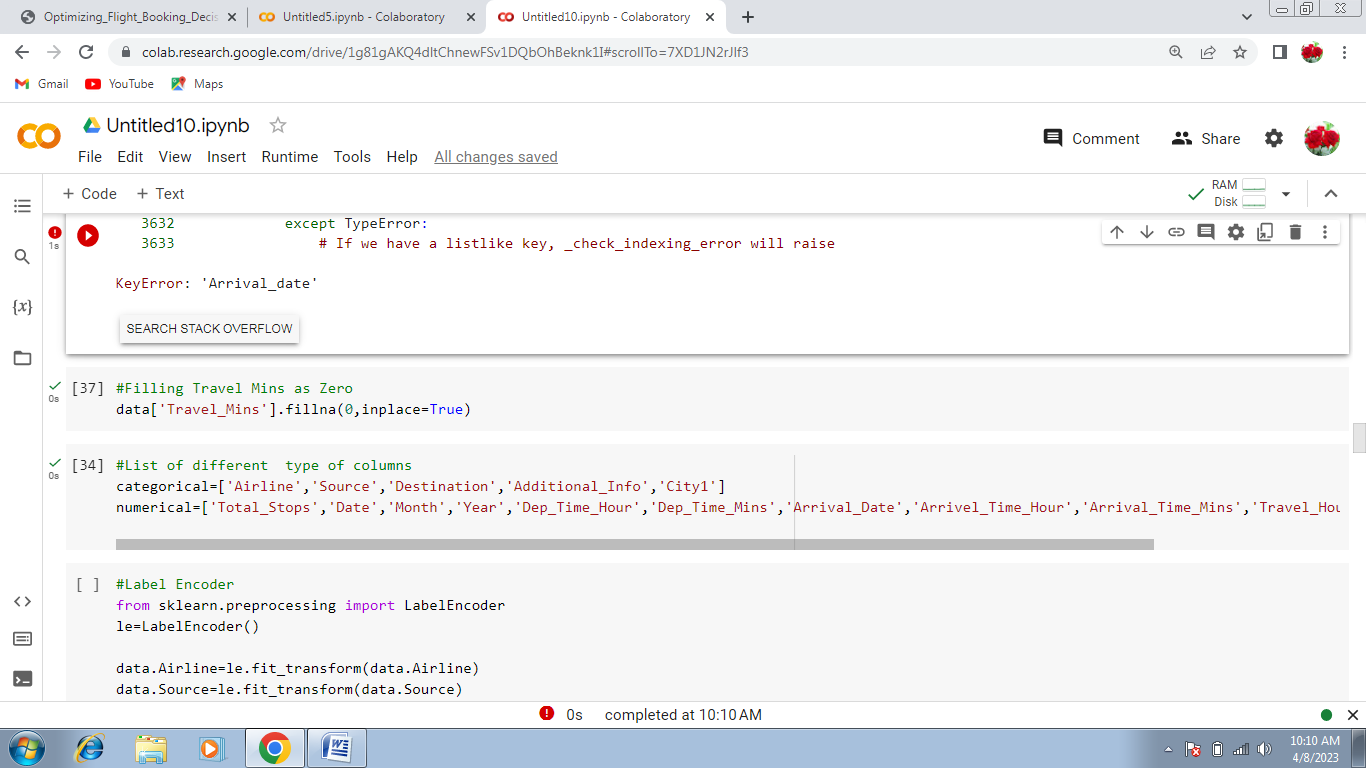 Optimizing_Flight_Booking_Decis
Untitled5.ipynb - Colaboratory
Untitled10.ipynb - Colaboratory
colab.research.google.com/drive/1g81gAKQ4dltChnewFSv1DQbOhBeknk1I#scrollTo=7XD1JN2rJlf3
Gmail YouTube Maps
Untitled10.ipynb
Comment Share
File Edit View Insert Runtime Tools Help All changes saved
+ Code + Text
RAM
Disk
3632 except TypeError:
1s
3633 # If we have a listlike key, _check_indexing_error will raise
KeyError: 'Arrival_date'
SEARCH STACK OVERFLOW
[37] #Filling Travel Mins as Zero
0s
data['Travel_Mins'].fillna(0,inplace=True)
[34] #List of different  type of columns
0s
categorical=['Airline','Source','Destination','Additional_Info','City1']
numerical=['Total_Stops','Date','Month','Year','Dep_Time_Hour','Dep_Time_Mins','Arrival_Date','Arrivel_Time_Hour','Arrival_Time_Mins','Travel_Hou
[ ] #Label Encoder
from sklearn.preprocessing import LabelEncoder
le=LabelEncoder()
data.Airline=le.fit_transform(data.Airline)
data.Source=le.fit_transform(data.Source)
0s completed at 10:10 AM
10:10 AM
4/8/2023